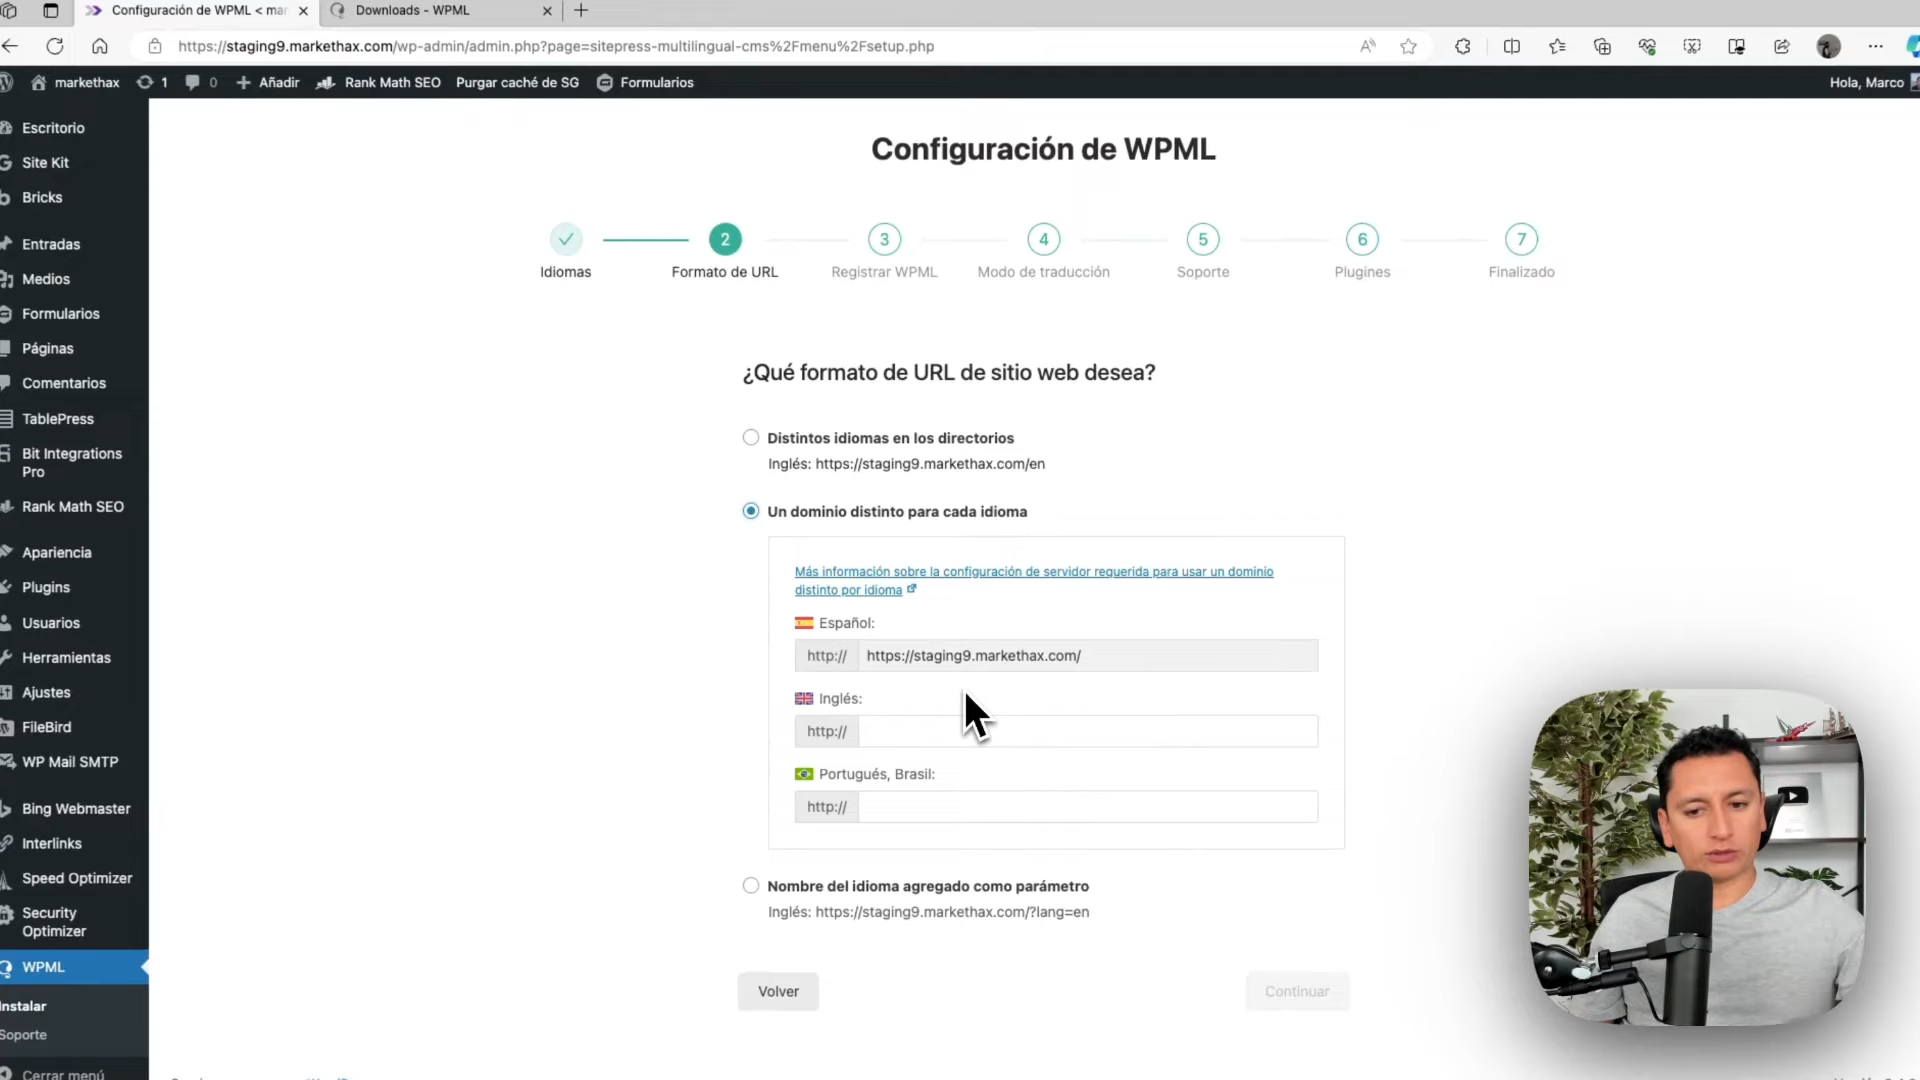 Configuración de WPML < mar
Downloads - WPML
https://staging9.markethax.com/wp-admin/admin.php?page=sitepress-multilingual-cms%2Fmenu%2Fsetup.php
markethax
1
0
Añadir
Rank Math SEO
Purgar caché de SG
Formularios
Hola, Marco
Escritorio
Site Kit
Bricks
Entradas
Medios
Formularios
Páginas
Comentarios
TablePress
Bit Integrations
Pro
Rank Math SEO
Apariencia
Plugins
Usuarios
Herramientas
Ajustes
FileBird
WP Mail SMTP
Bing Webmaster
Interlinks
Speed Optimizer
Security
Optimizer
WPML
Instalar
Soporte
Cerrar menú
Configuración de WPML
2
3
4
5
6
7
Idiomas
Formato de URL
Registrar WPML
Modo de traducción
Soporte
Plugines
Finalizado
¿Qué formato de URL de sitio web desea?
Distintos idiomas en los directorios
Inglés: https://staging9.markethax.com/en
Un dominio distinto para cada idioma
Más información sobre la configuración de servidor requerida para usar un dominio
distinto por idioma
Español:
http:// https://staging9.markethax.com/
Inglés:
http://
Portugués, Brasil:
http://
Nombre del idioma agregado como parámetro
Inglés: https://staging9.markethax.com/?lang=en
Volver
Continuar